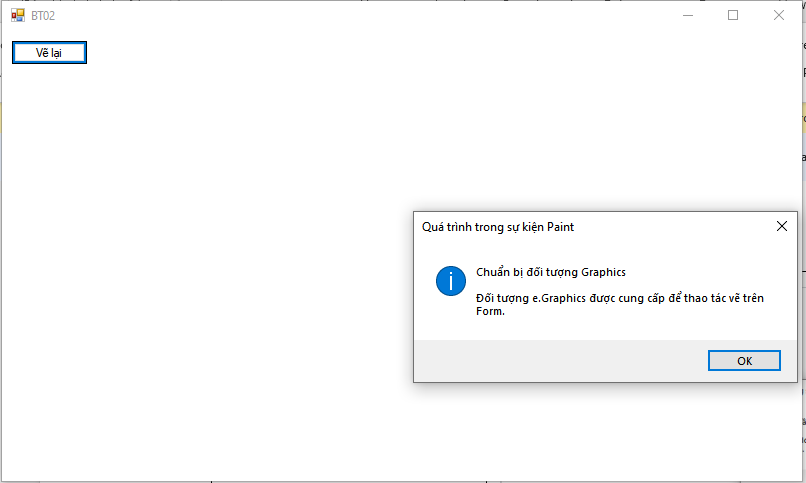 BT02
Vẽ lại
Quá trình trong sự kiện Paint
Chuẩn bị đối tượng Graphics
Đối tượng e.Graphics được cung cấp để thao tác vẽ trên
Form.
OK